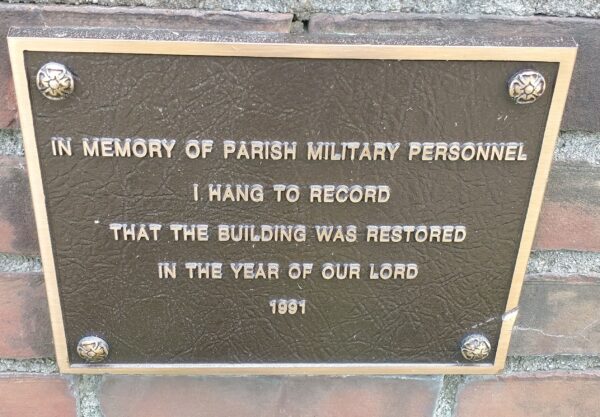 IN MEMORY OF PARISH MILITARY PERSONNEL
I HANG TO RECORD
THAT THE BUILDING WAS RESTORED
IN THE YEAR OF OUR LORD
1991